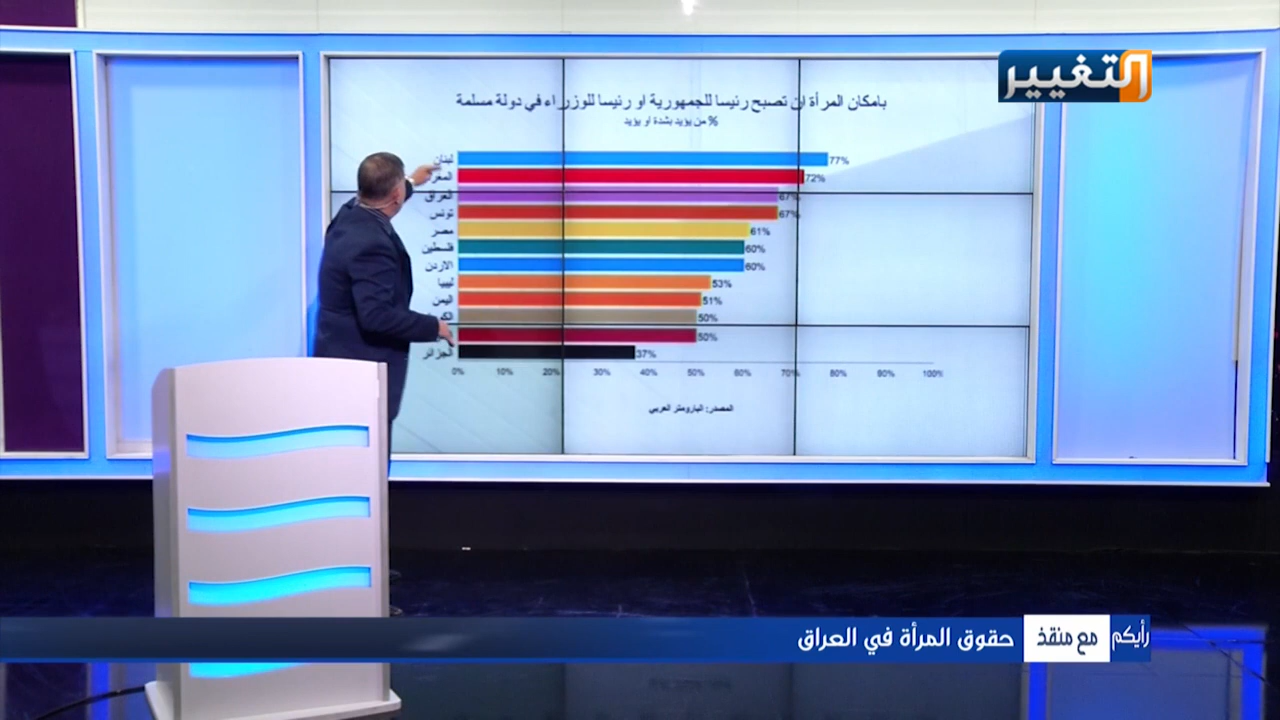 التغيير
بامكان المرأة ان تصبح رئيسا للجمهورية او رئيسا للوزراء في دولة مسلمة
% من يؤيد بشدة او يؤيد
لبنان 77%
72%
العراق 67%
تونس 67%
مصر 61%
فلسطين 60%
الاردن 60%
ليبيا 53%
اليمن 51%
50%
50%
الجزائر 37%
0% 10% 20% 30% 40% 50% 60% 70% 80% 90% 100%
المصدر: البارومتر العربي
رأيكم مع منقذ حقوق المرأة في العراق